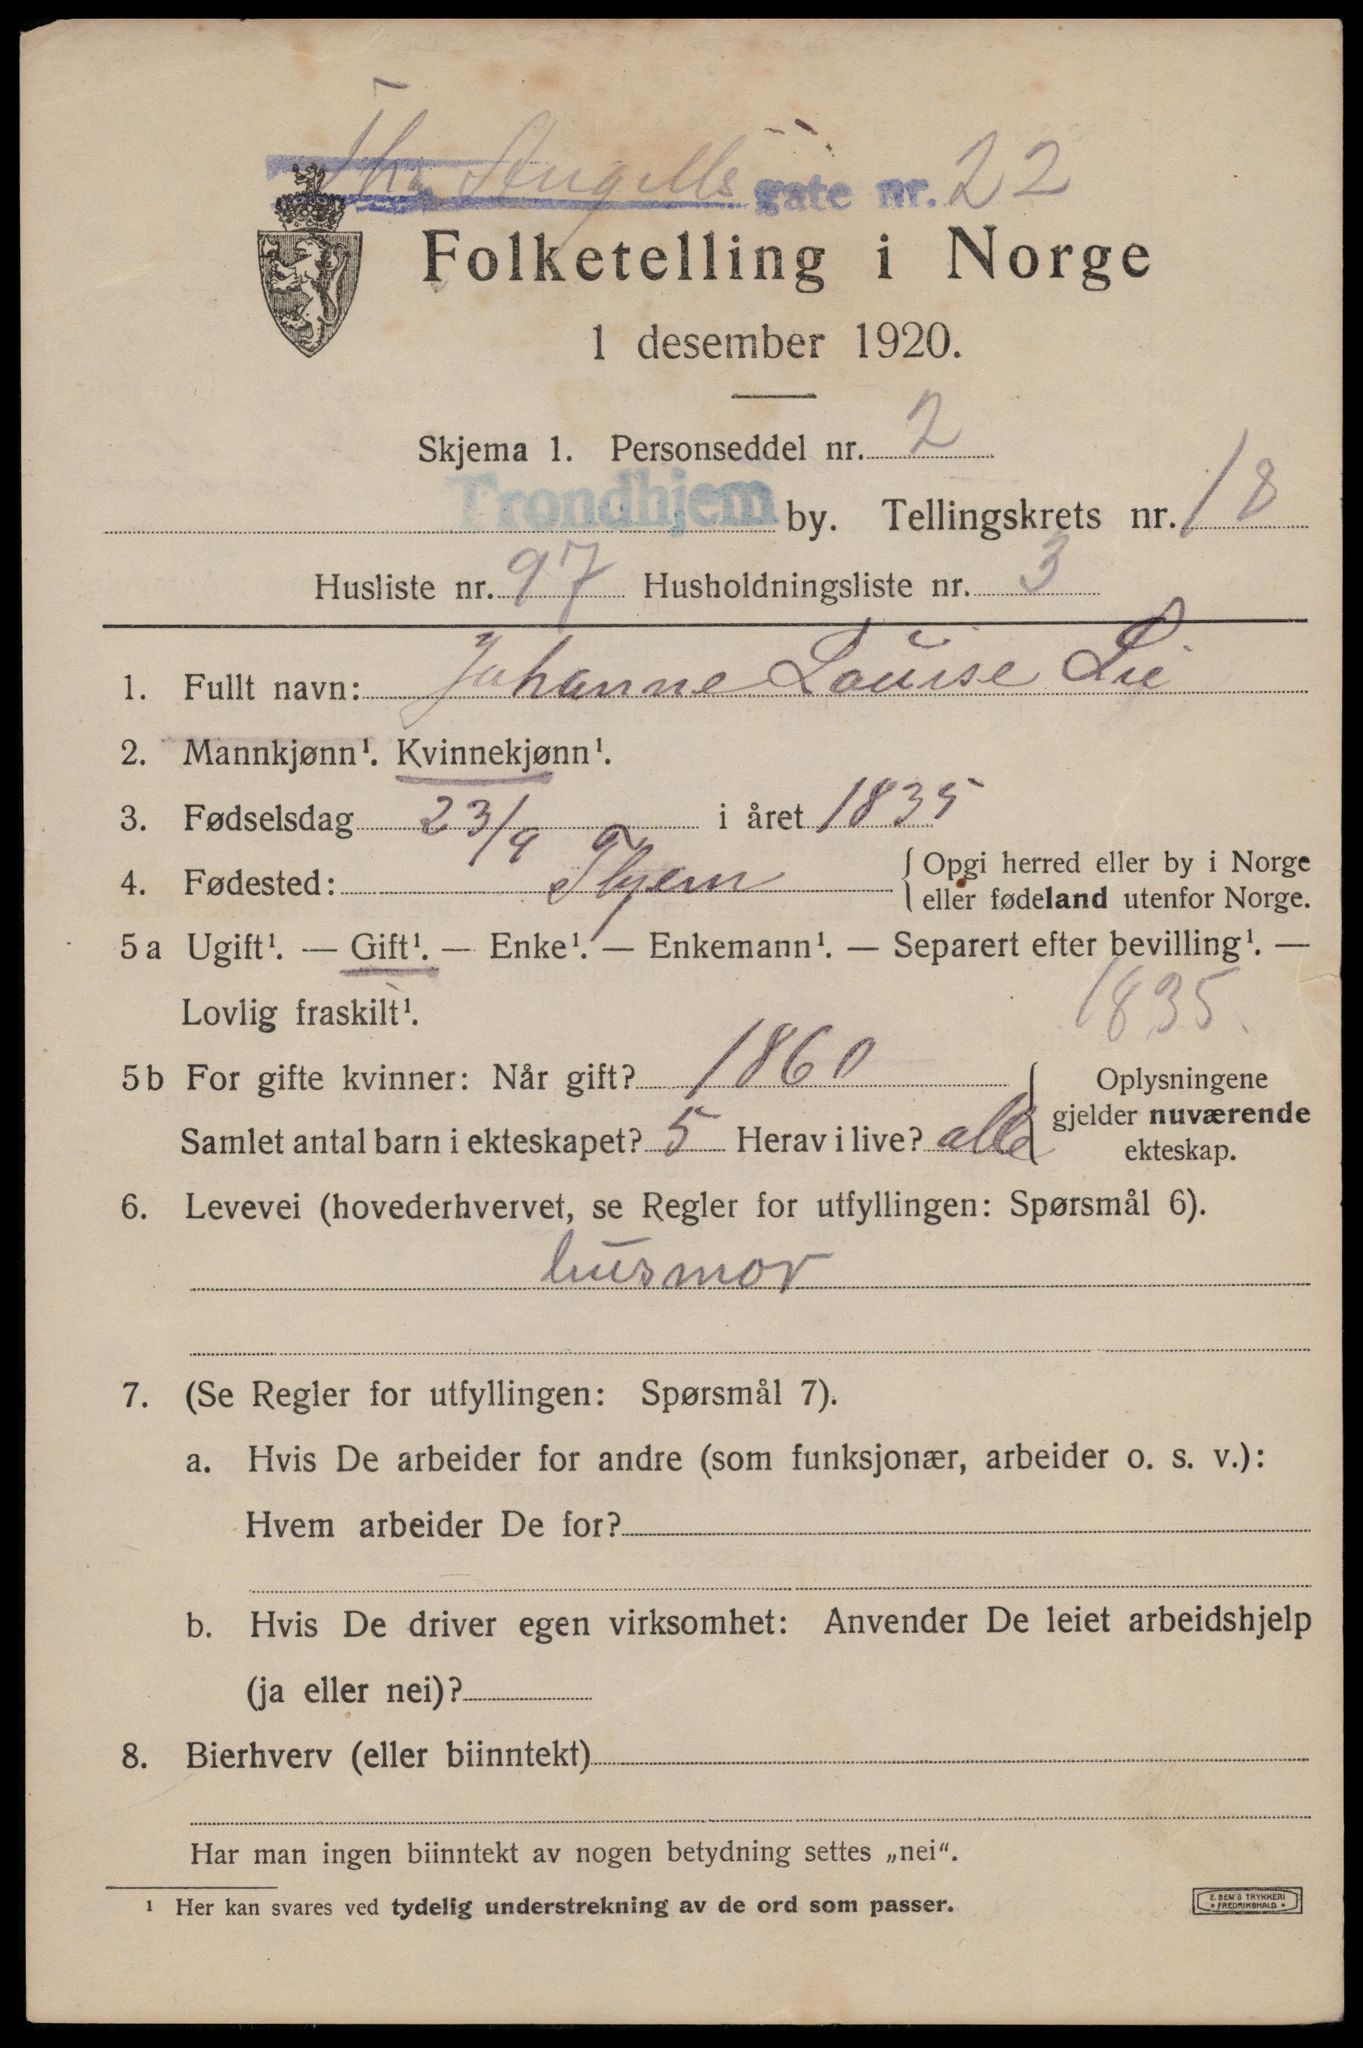 Ths. Angells gate nr. 22
Folketelling i Norge
1 desember 1920.
Skjema 1. Personseddel nr. 2
Trondhjem by. Tellingskrets nr. 18
Husliste nr. 97 Husholdningsliste nr. 3
1. Fullt navn: Johanne Louise Lie
2. Mannkjønn¹. Kvinnekjønn¹.
3. Fødselsdag 23/9 i året 1835
4. Fødested: Thjem { Opgi herred eller by i Norge
eller fødeland utenfor Norge.
5a Ugift¹. — Gift¹. — Enke¹. — Enkemann¹. — Separert efter bevilling¹. —
Lovlig fraskilt¹. 1835.
5b For gifte kvinner: Når gift? 1860 { Oplysningene
Samlet antal barn i ekteskapet? 5 Herav i live? alle gjelder nuværende
ekteskap.
6. Levevei (hovederhvervet, se Regler for utfyllingen: Spørsmål 6).
husmor
7. (Se Regler for utfyllingen: Spørsmål 7).
a. Hvis De arbeider for andre (som funksjonær, arbeider o. s. v.):
Hvem arbeider De for?
b. Hvis De driver egen virksomhet: Anvender De leiet arbeidshjelp
(ja eller nei)?
8. Bierhverv (eller biinntekt)
Har man ingen biinntekt av nogen betydning settes „nei“.
¹ Her kan svares ved tydelig understrekning av de ord som passer.
E. SEM'S TRYKKERI
* FREDRIKSHALD *